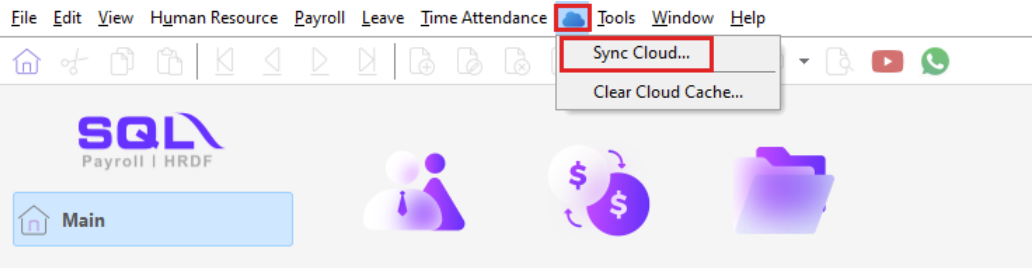 File Edit View Human Resource Payroll Leave Time Attendance Tools Window Help
Sync Cloud...
Clear Cloud Cache...
SQL
Payroll | HRDF
$
$
Main